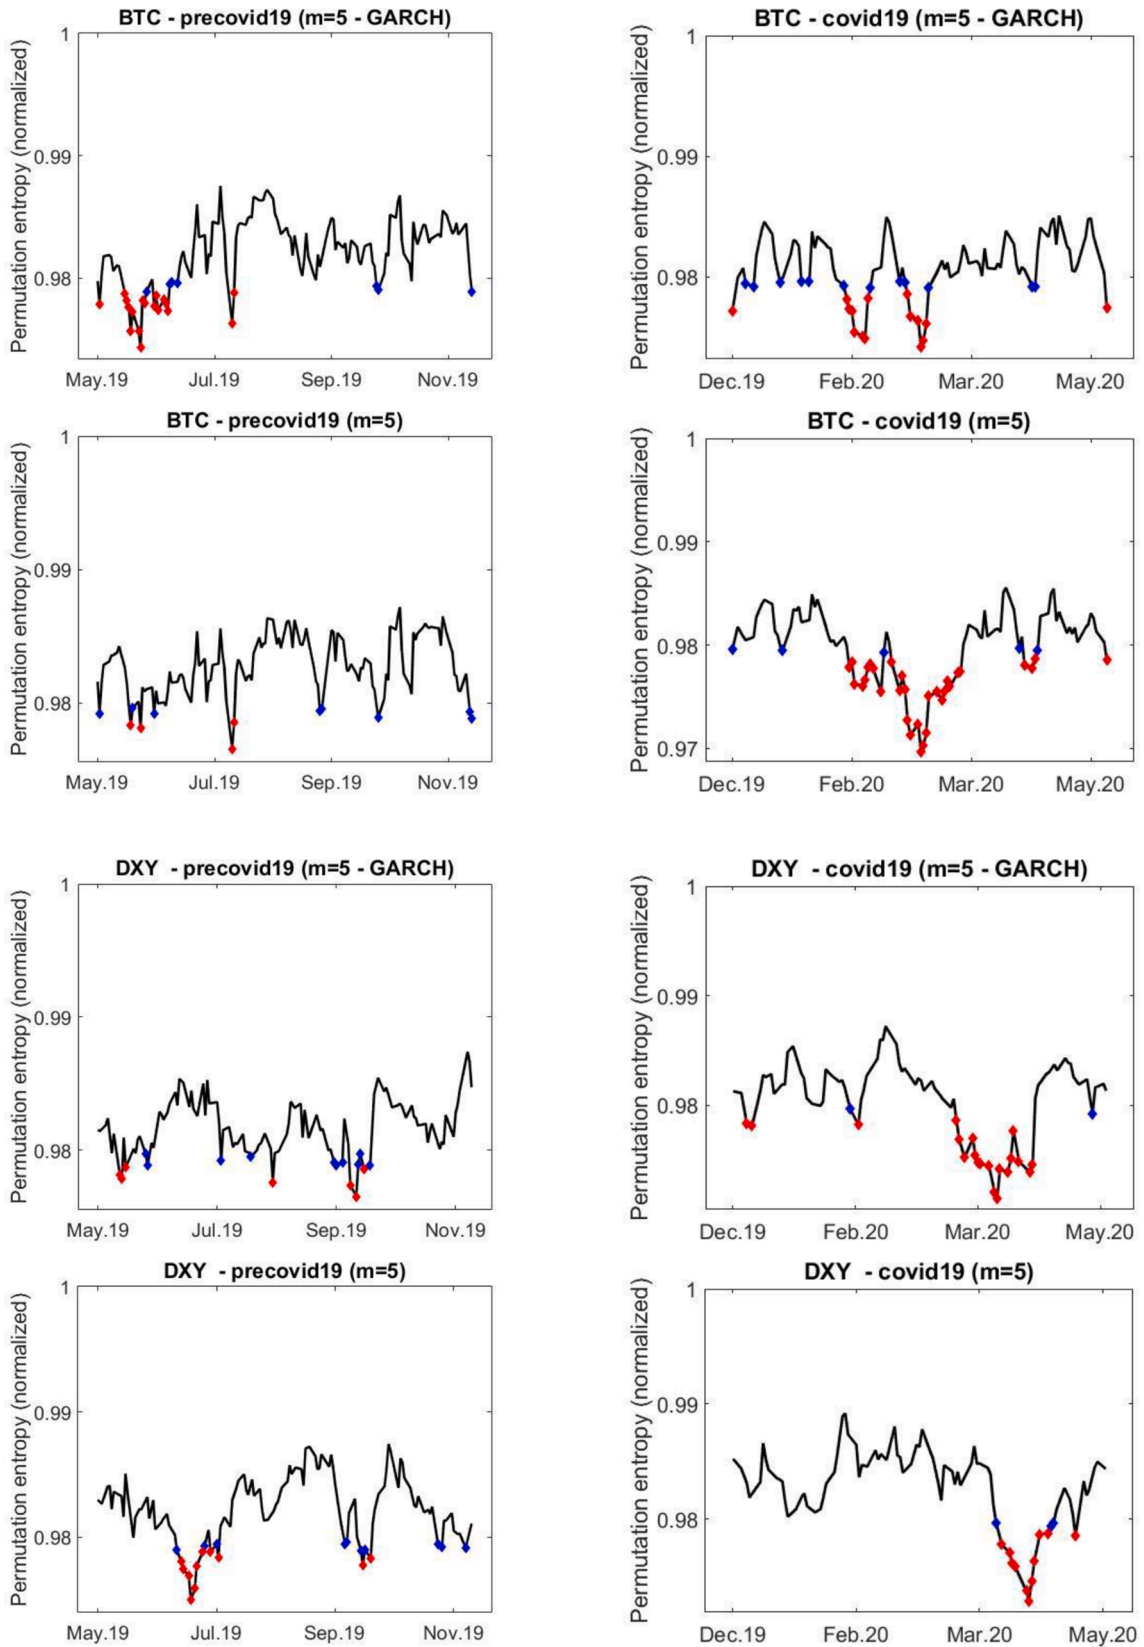 BTC - precovid19 (m=5 - GARCH)
Permutation entropy (normalized)
1
0.99
0.98
May.19 Jul.19 Sep.19 Nov.19
BTC - covid19 (m=5 - GARCH)
Permutation entropy (normalized)
1
0.99
0.98
Dec.19 Feb.20 Mar.20 May.20
BTC - precovid19 (m=5)
Permutation entropy (normalized)
1
0.99
0.98
May.19 Jul.19 Sep.19 Nov.19
BTC - covid19 (m=5)
Permutation entropy (normalized)
1
0.99
0.98
0.97
Dec.19 Feb.20 Mar.20 May.20
DXY - precovid19 (m=5 - GARCH)
Permutation entropy (normalized)
1
0.99
0.98
May.19 Jul.19 Sep.19 Nov.19
DXY - covid19 (m=5 - GARCH)
Permutation entropy (normalized)
1
0.99
0.98
Dec.19 Feb.20 Mar.20 May.20
DXY - precovid19 (m=5)
Permutation entropy (normalized)
1
0.99
0.98
May.19 Jul.19 Sep.19 Nov.19
DXY - covid19 (m=5)
Permutation entropy (normalized)
1
0.99
0.98
Dec.19 Feb.20 Mar.20 May.20